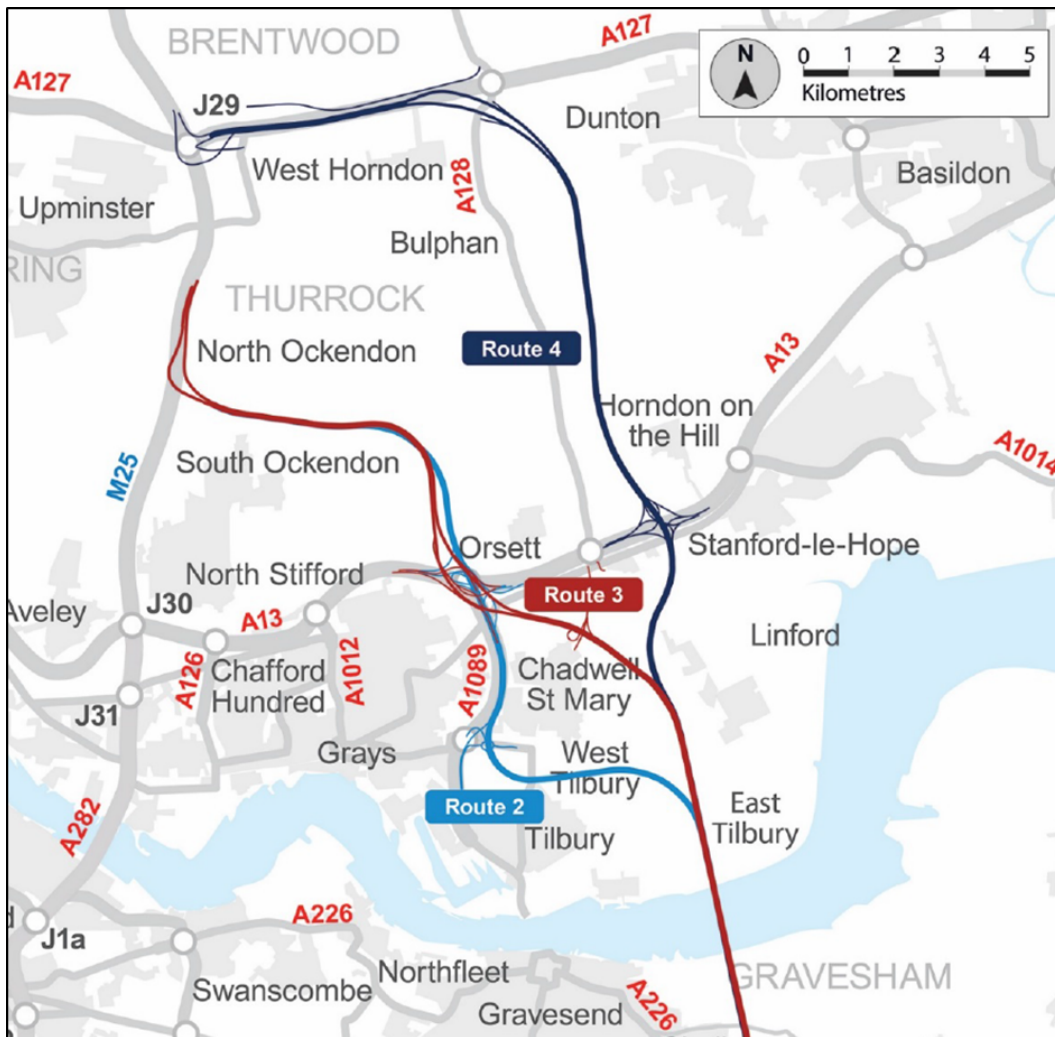 BRENTWOOD
A127
A127
N
0 1 2 3 4 5
Kilometres
J29
Dunton
West Horndon
A128
Basildon
Upminster
Bulphan
RING
THURROCK
North Ockendon
Route 4
A13
Horndon on
the Hill
A1014
South Ockendon
M25
Orsett
Stanford-le-Hope
North Stifford
Route 3
Aveley
J30
A13
Linford
A126
Chafford
Hundred
A1012
A1089
Chadwell
St Mary
J31
Grays
West
Tilbury
Route 2
East
Tilbury
Tilbury
A282
d
J1a
A226
Northfleet
GRAVESHAM
Swanscombe
Gravesend
A226